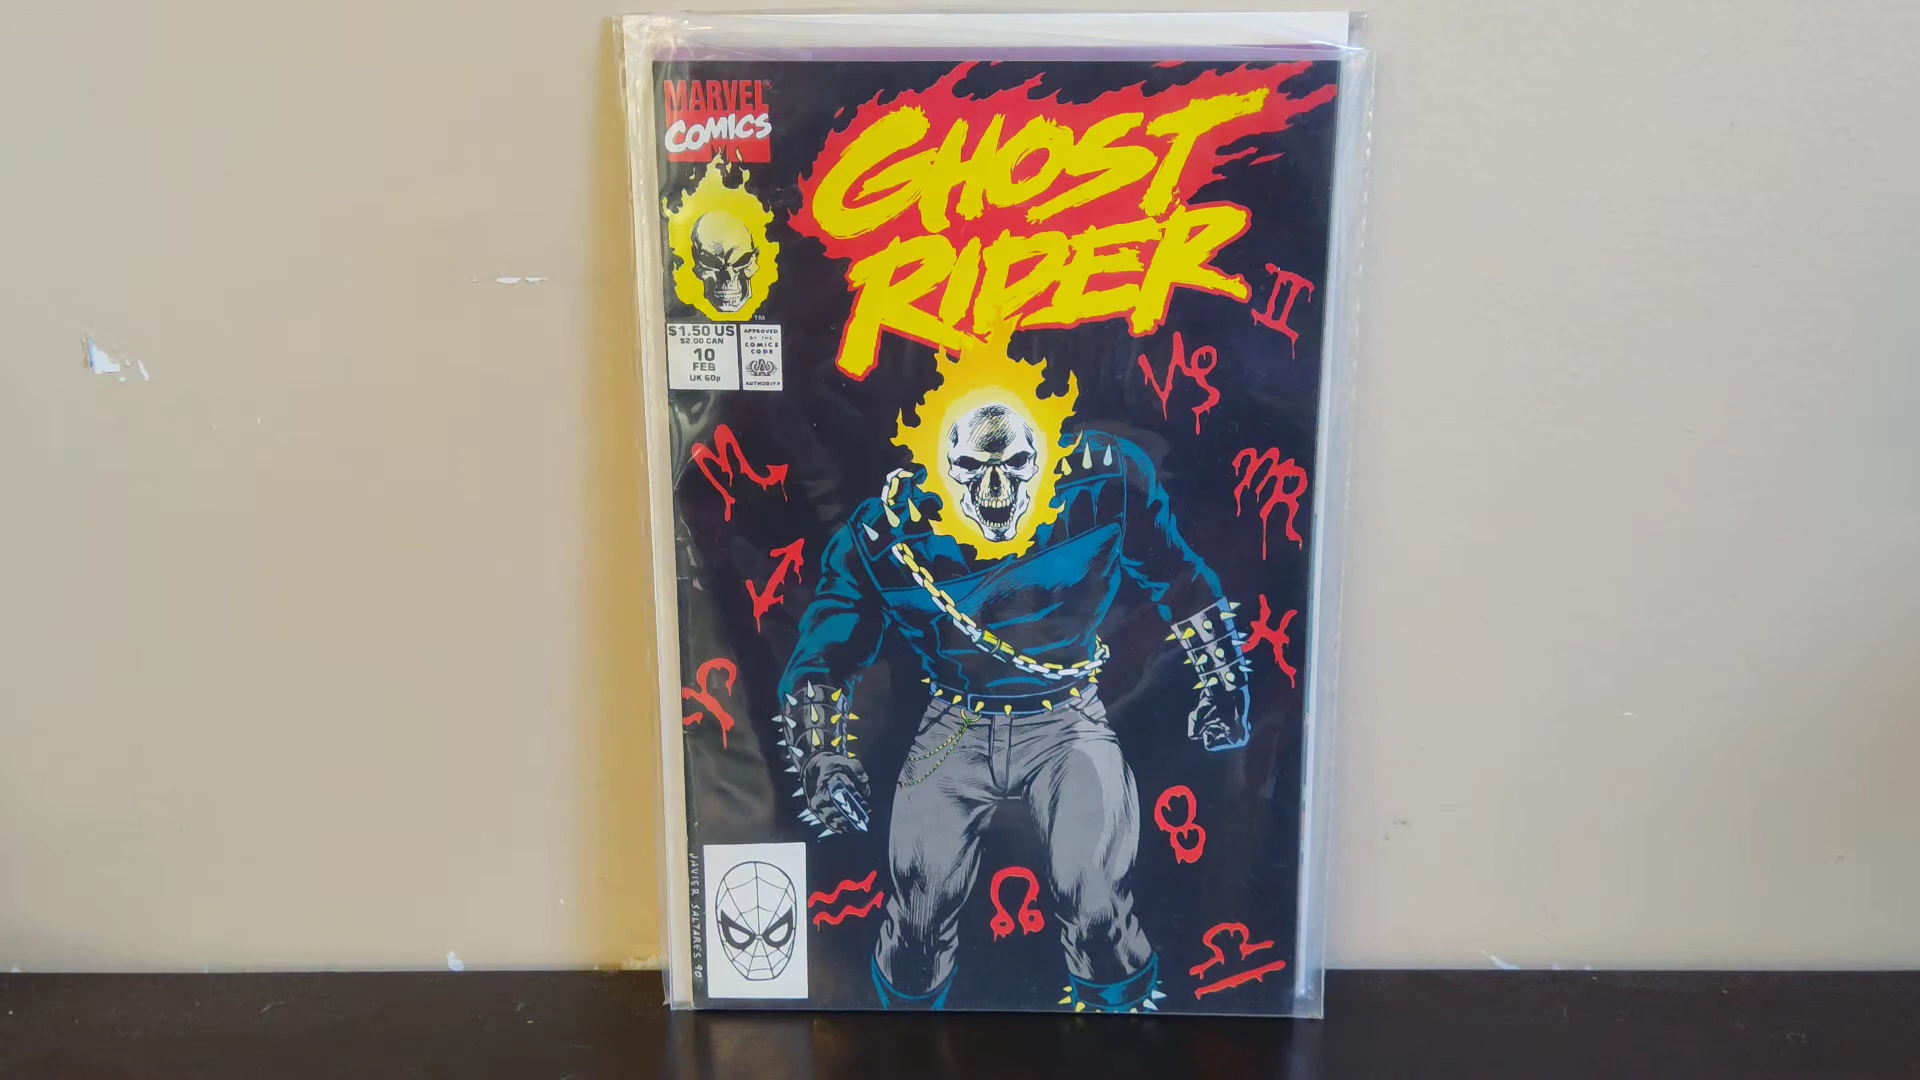 MARVEL
COMICS
GHOST
RIDER
TM
$1.50 US
$2.00 CAN
10
FEB
UK 60p
APPROVED
BY THE
COMICS
CODE
AUTHORITY
JAVIER SALTARES 90